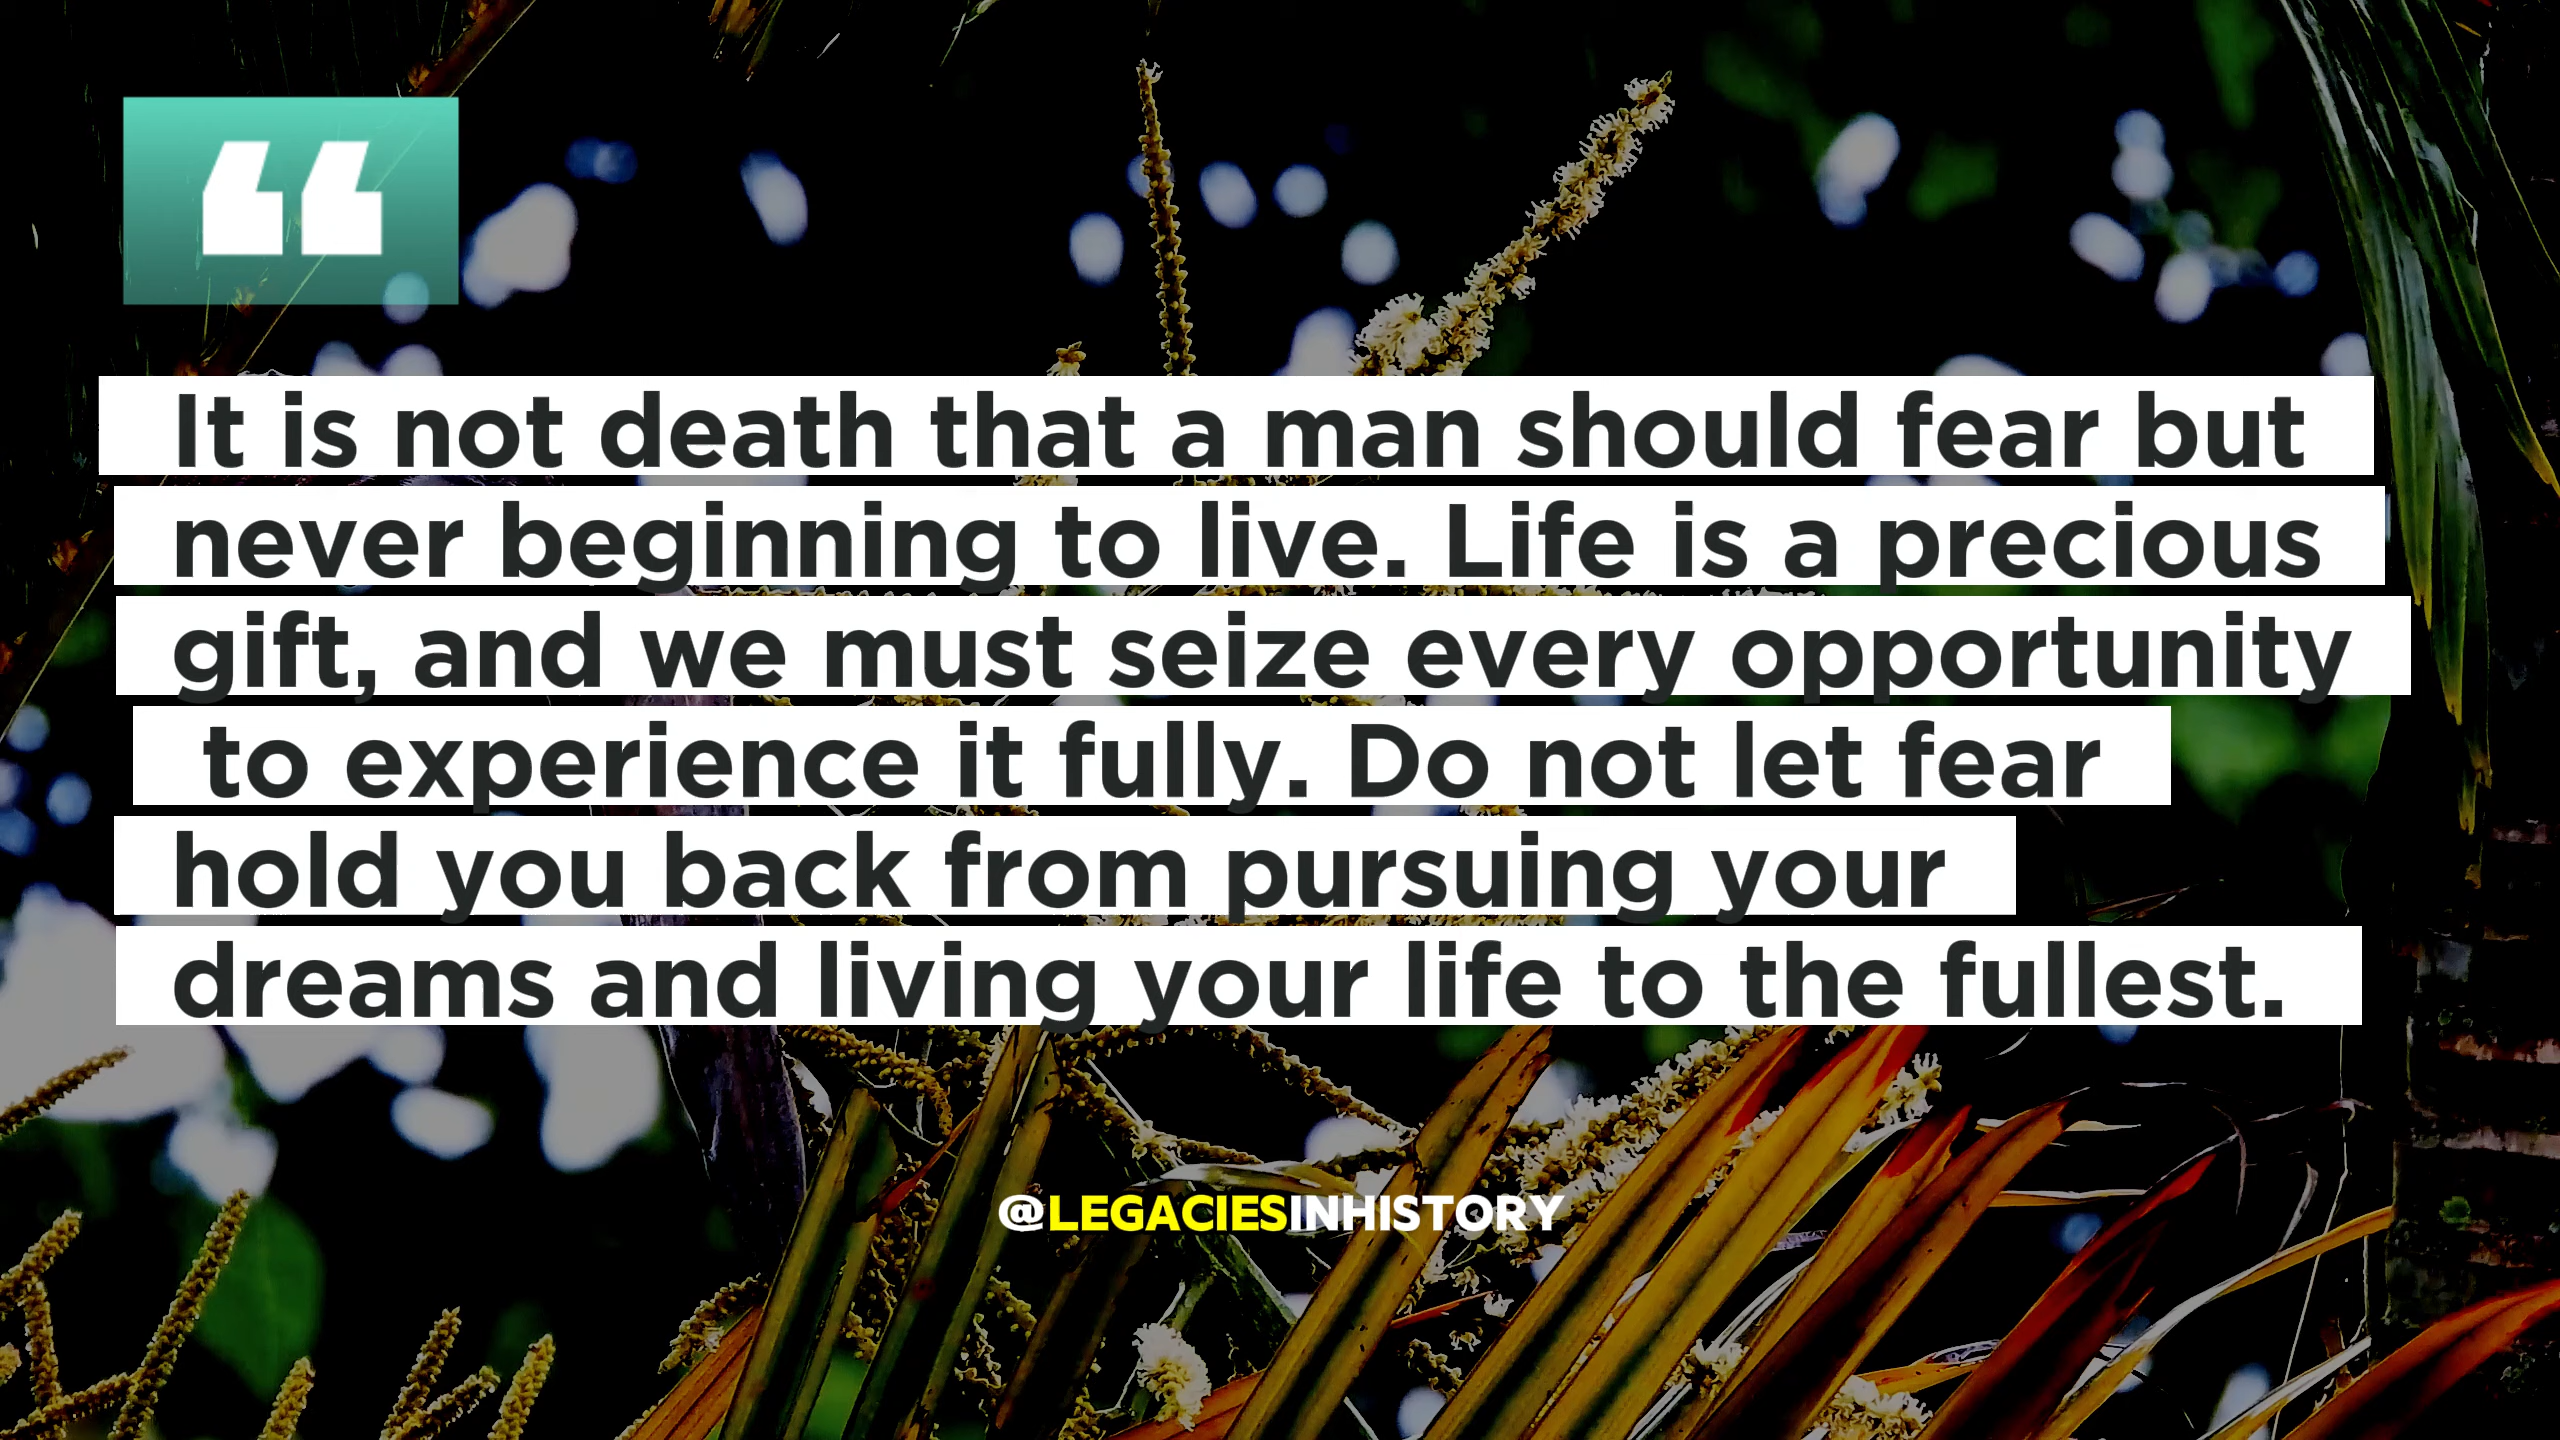 ❝
It is not death that a man should fear but
never beginning to live. Life is a precious
gift, and we must seize every opportunity
to experience it fully. Do not let fear
hold you back from pursuing your
dreams and living your life to the fullest.
@LEGACIESINHISTORY